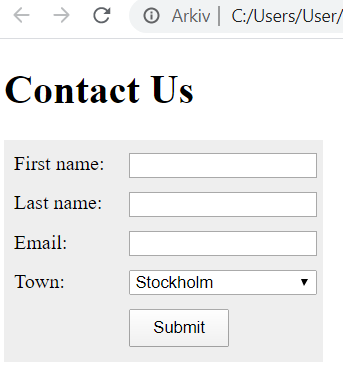 Arkiv | C:/Users/User/
Contact Us
First name:
Last name:
Email:
Town: Stockholm
Submit